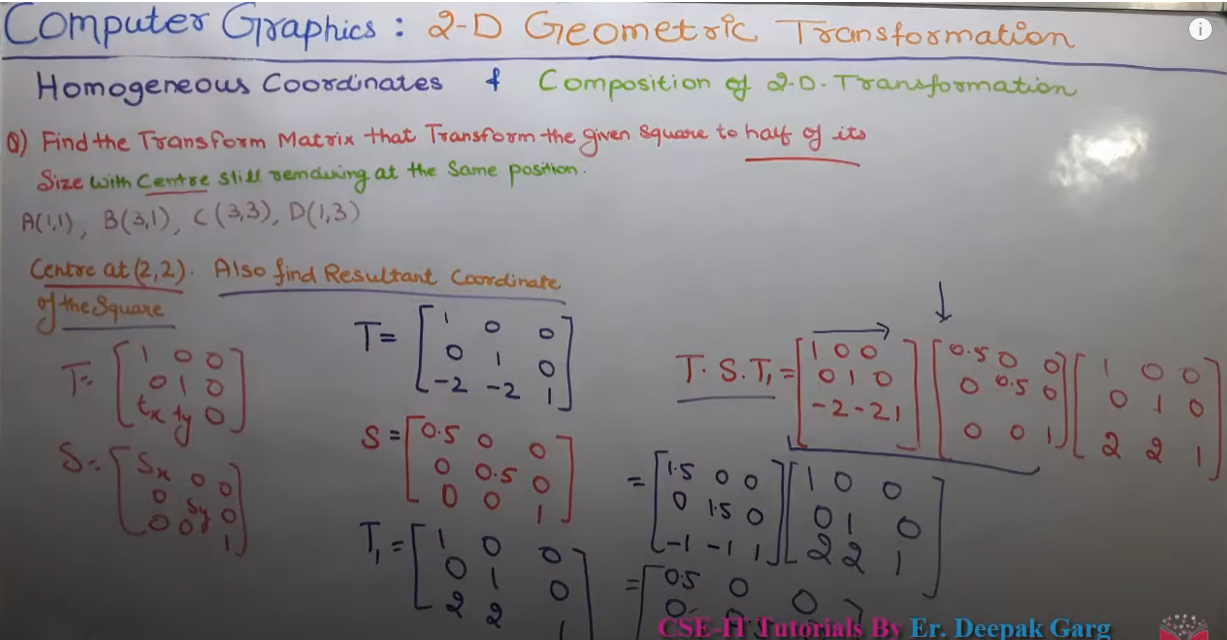 Computer Graphics : 2-D Geometric Transformation
Homogeneous Coordinates & Composition of 2-D-Transformation
Q) Find the Transform Matrix that Transform the given Square to half of its
Size with Centre still remaining at the Same position.
A(1,1), B(3,1), C(3,3), D(1,3)
Centre at (2,2). Also find Resultant Coordinate
of the Square
T= [1 0 0
0 1 0
tx ty 0]
S= [Sx 0 0
0 Sy 0
0 0 1]
T= [1 0 0
0 1 0
-2 -2 1]
S= [0.5 0 0
0 0.5 0
0 0 1]
T1= [1 0 0
0 1 0
2 2 1
T. S. T1 = [1 0 0] [0.5 0 0] [1 0 0]
[0 1 0] [0 0.5 0] [0 1 0]
[-2 -2 1] [0 0 1] [2 2 1]
= [1.5 0 0] [1 0 0]
[0 1.5 0] [0 1 0]
[-1 -1 1] [2 2 1]
= [0.5 0 0
0
CSE-IT Tutorials By Er. Deepak Garg